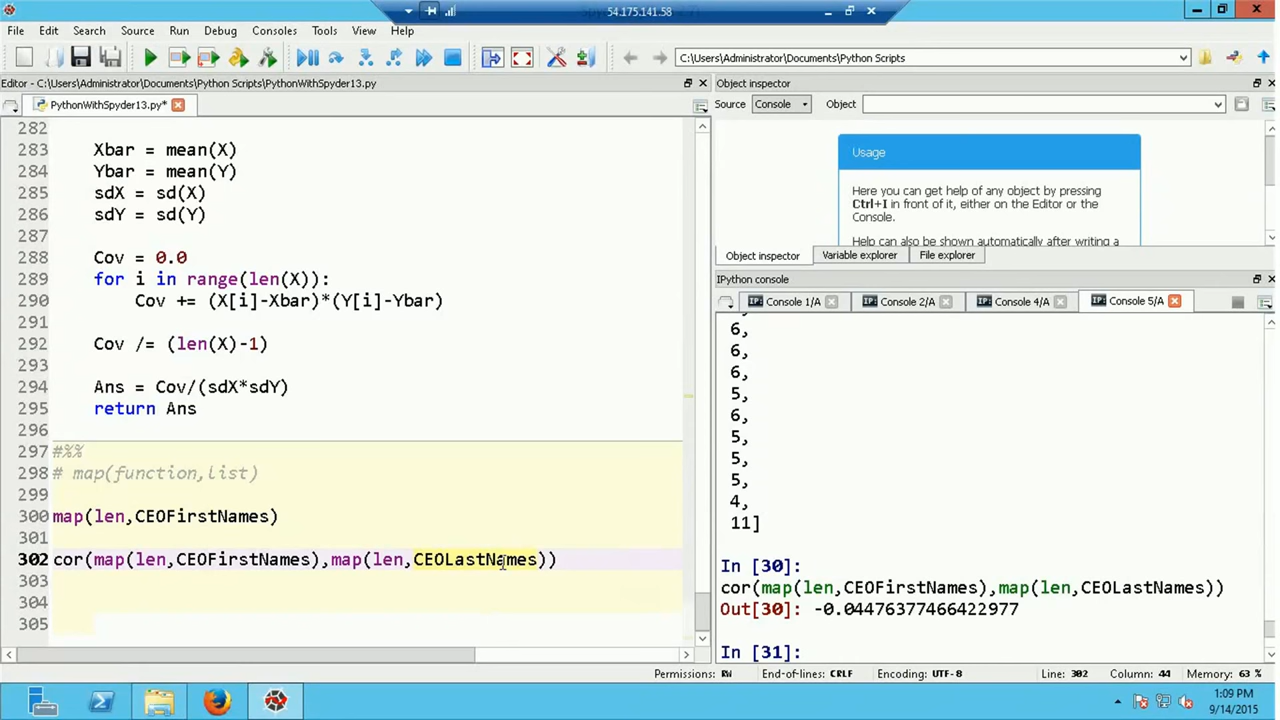 54.175.141.58
File Edit Search Source Run Debug Consoles Tools View Help
C:\Users\Administrator\Documents\Python Scripts
Editor - C:\Users\Administrator\Documents\Python Scripts\PythonWithSpyder13.py
PythonWithSpyder13.py*
282
283 Xbar = mean(X)
284 Ybar = mean(Y)
285 sdX = sd(X)
286 sdY = sd(Y)
287
288 Cov = 0.0
289 for i in range(len(X)):
290 Cov += (X[i]-Xbar)*(Y[i]-Ybar)
291
292 Cov /= (len(X)-1)
293
294 Ans = Cov/(sdX*sdY)
295 return Ans
296
297 #%%
298 # map(function,list)
299
300 map(len,CEOFirstNames)
301
302 cor(map(len,CEOFirstNames),map(len,CEOLastNames))
303
304
305
Object inspector
Source Console Object
Usage
Here you can get help of any object by pressing
Ctrl+I in front of it, either on the Editor or the
Console.
Help can also be shown automatically after writing a
Object inspector Variable explorer File explorer
IPython console
Console 1/A Console 2/A Console 4/A Console 5/A
6,
6,
6,
5,
6,
5,
5,
5,
4,
11]
In [30]:
cor(map(len,CEOFirstNames),map(len,CEOLastNames))
Out[30]: -0.04476377466422977
In [31]:
Permissions: RW End-of-lines: CRLF Encoding: UTF-8 Line: 302 Column: 44 Memory: 63 %
1:09 PM
9/14/2015